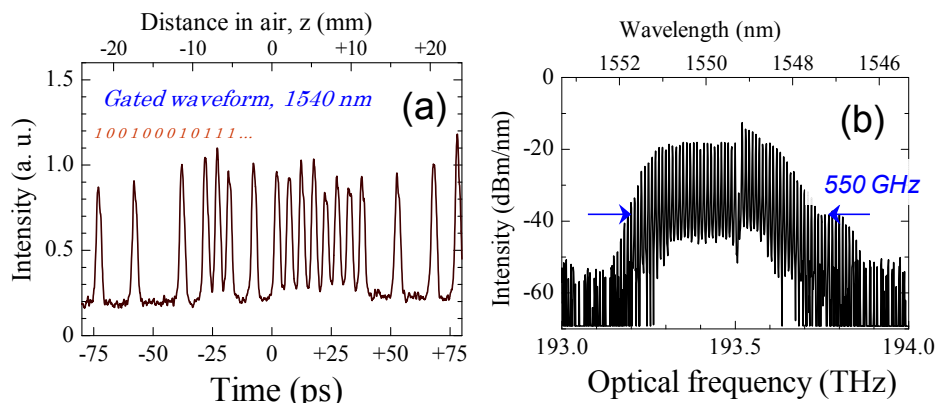 Distance in air, z (mm)
-20 -10 0 +10 +20
1.5
1.0
0.5
0
Intensity (a. u.)
Gated waveform, 1540 nm
100100010111...
(a)
-75 -50 -25 0 +25 +50 +75
Time (ps)
Wavelength (nm)
1552 1550 1548 1546
0
-20
-40
-60
Intensity (dBm/nm)
(b)
550 GHz
193.0 193.5 194.0
Optical frequency (THz)